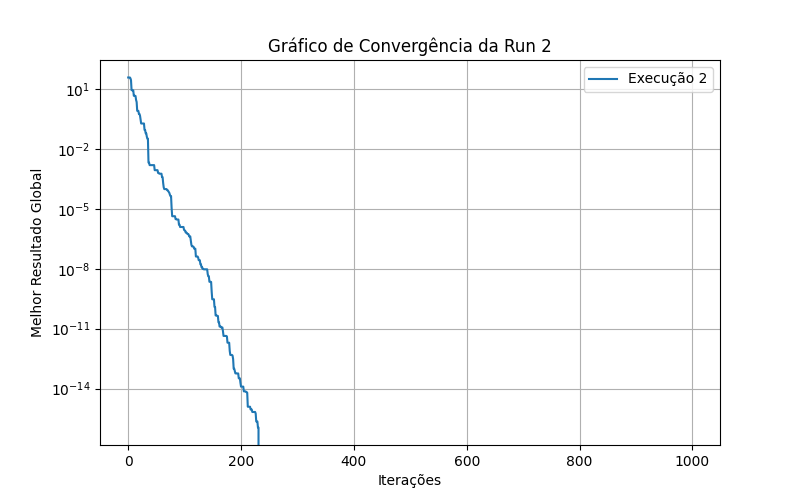 Gráfico de Convergência da Run 2
Execução 2
Melhor Resultado Global
10¹
10⁻²
10⁻⁵
10⁻⁸
10⁻¹¹
10⁻¹⁴
0 200 400 600 800 1000
Iterações